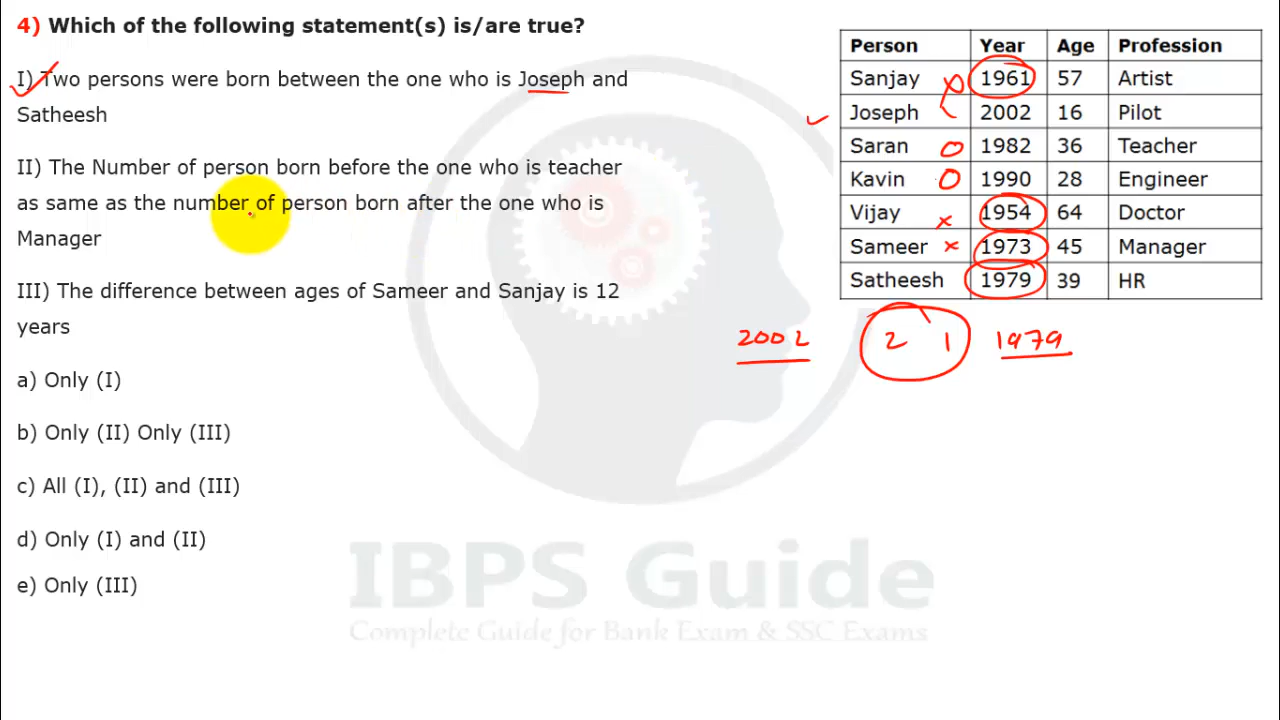 4) Which of the following statement(s) is/are true?
I) Two persons were born between the one who is Joseph and
Satheesh
II) The Number of person born before the one who is teacher
as same as the number of person born after the one who is
Manager
III) The difference between ages of Sameer and Sanjay is 12
years
a) Only (I)
b) Only (II) Only (III)
c) All (I), (II) and (III)
d) Only (I) and (II)
e) Only (III)
Person Year Age Profession
Sanjay 1961 57 Artist
Joseph 2002 16 Pilot
Saran 1982 36 Teacher
Kavin 1990 28 Engineer
Vijay 1954 64 Doctor
Sameer 1973 45 Manager
Satheesh 1979 39 HR
2002 2 1 1979
IBPS Guide
Complete Guide for Bank Exam & SSC Exams